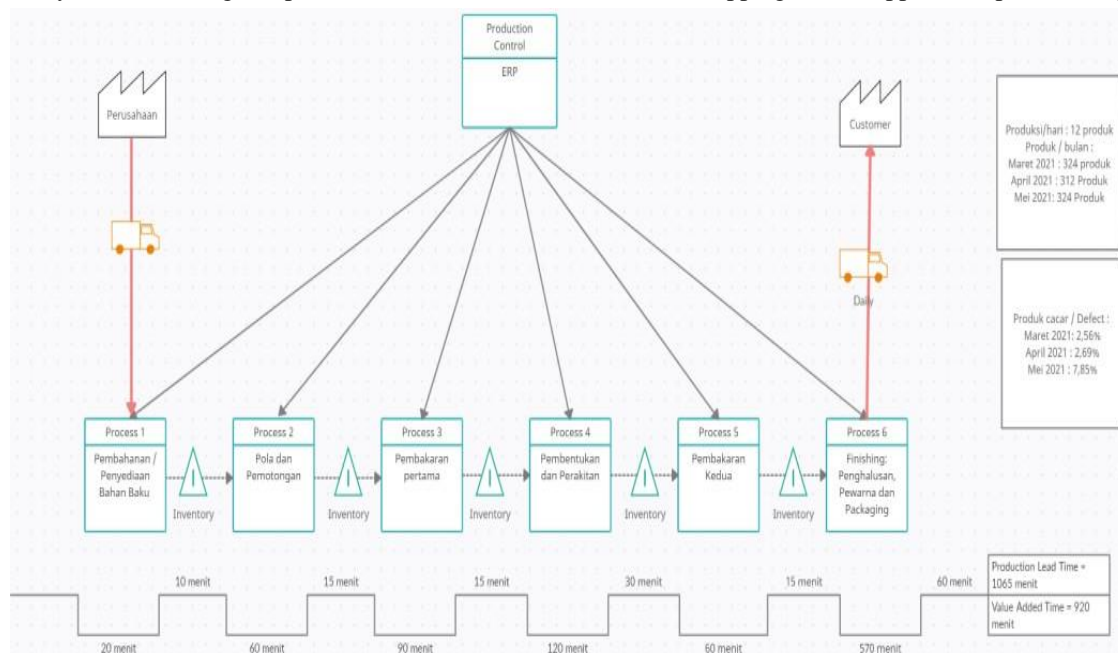 Production
Control
ERP
Perusahaan
Customer
Produksi/hari : 12 produk
Produk / bulan :
Maret 2021 : 324 produk
April 2021 : 312 Produk
Mei 2021: 324 Produk
Daily
Produk cacar / Defect :
Maret 2021: 2,56%
April 2021 : 2,69%
Mei 2021 : 7,85%
Process 1
Pembahanan /
Penyediaan
Bahan Baku
Inventory
Process 2
Pola dan
Pemotongan
Inventory
Process 3
Pembakaran
pertama
Inventory
Process 4
Pembentukan
dan Perakitan
Inventory
Process 5
Pembakaran
Kedua
Inventory
Process 6
Finishing:
Penghalusan,
Pewarna dan
Packaging
10 menit
15 menit
15 menit
30 menit
15 menit
60 menit
Production Lead Time =
1065 menit
Value Added Time = 920
menit
20 menit
60 menit
90 menit
120 menit
60 menit
570 menit